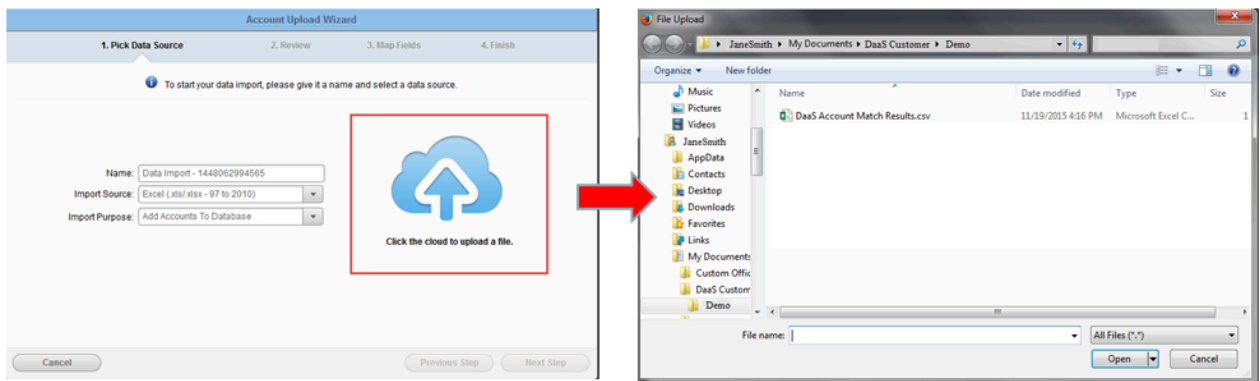 Account Upload Wizard
1. Pick Data Source
2. Review
3. Map Fields
4. Finish
To start your data import, please give it a name and select a data source.
Name: Data Import - 1448062994565
Import Source: Excel (.xls/.xlsx - 97 to 2010)
Import Purpose: Add Accounts To Database
Click the cloud to upload a file.
Cancel
Previous Step
Next Step
File Upload
JaneSmith ▸ My Documents ▸ DaaS Customer ▸ Demo
Organize
New folder
Name
Date modified
Type
Size
DaaS Account Match Results.csv
11/19/2015 4:16 PM
Microsoft Excel C...
1
Music
Pictures
Videos
JaneSmith
AppData
Contacts
Desktop
Downloads
Favorites
Links
My Documents
Custom Offic
DaaS Custom
Demo
File name:
All Files (*.*)
Open
Cancel